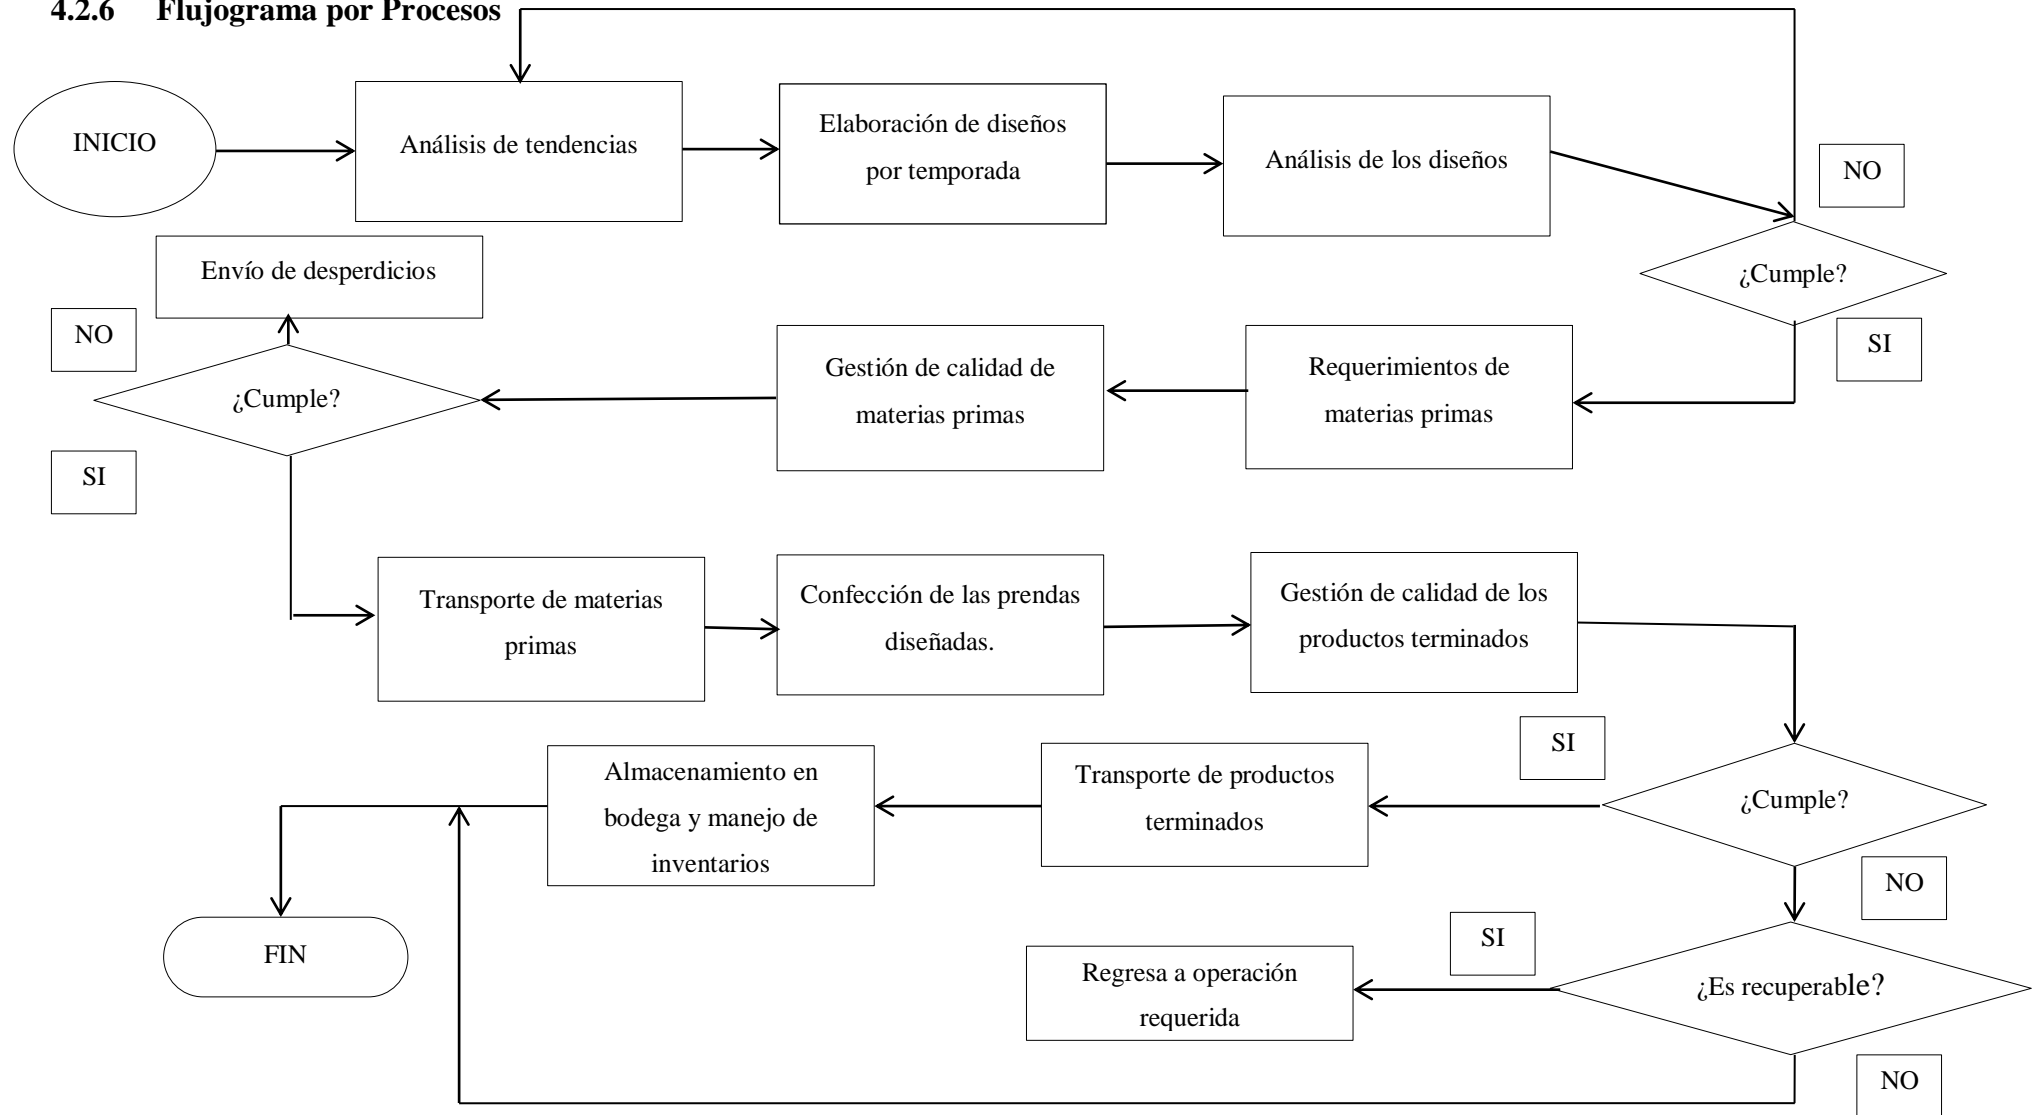 4.2.6 Flujograma por Procesos
INICIO
Análisis de tendencias
Elaboración de diseños
por temporada
Análisis de los diseños
NO
¿Cumple?
SI
Requerimientos de
materias primas
Gestión de calidad de
materias primas
¿Cumple?
NO
Envío de desperdicios
SI
Transporte de materias
primas
Confección de las prendas
diseñadas.
Gestión de calidad de los
productos terminados
¿Cumple?
SI
Transporte de productos
terminados
Almacenamiento en
bodega y manejo de
inventarios
FIN
NO
¿Es recuperable?
SI
Regresa a operación
requerida
NO